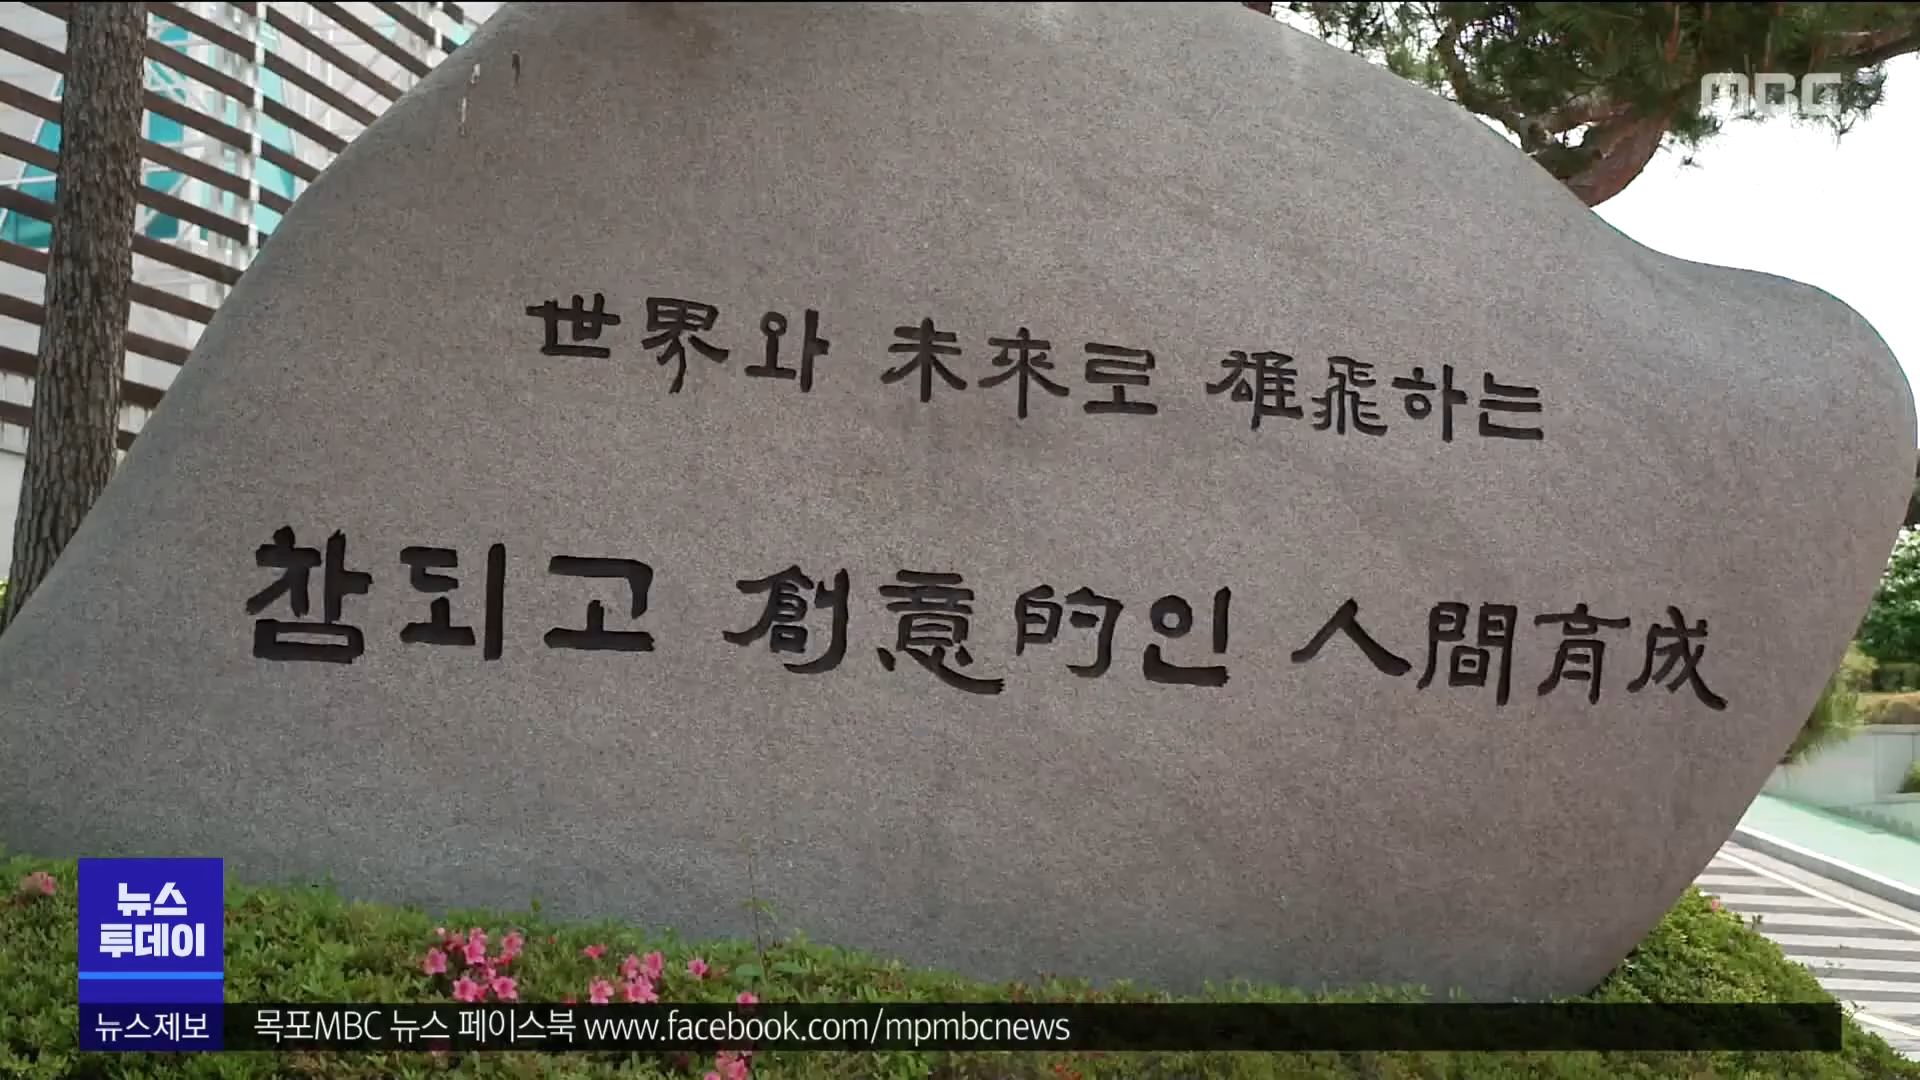 MBC
世界와 未來로 雄飛하는
참되고 創意的인 人間育成
뉴스
투데이
뉴스제보 목포MBC 뉴스 페이스북 www.facebook.com/mpmbcnews